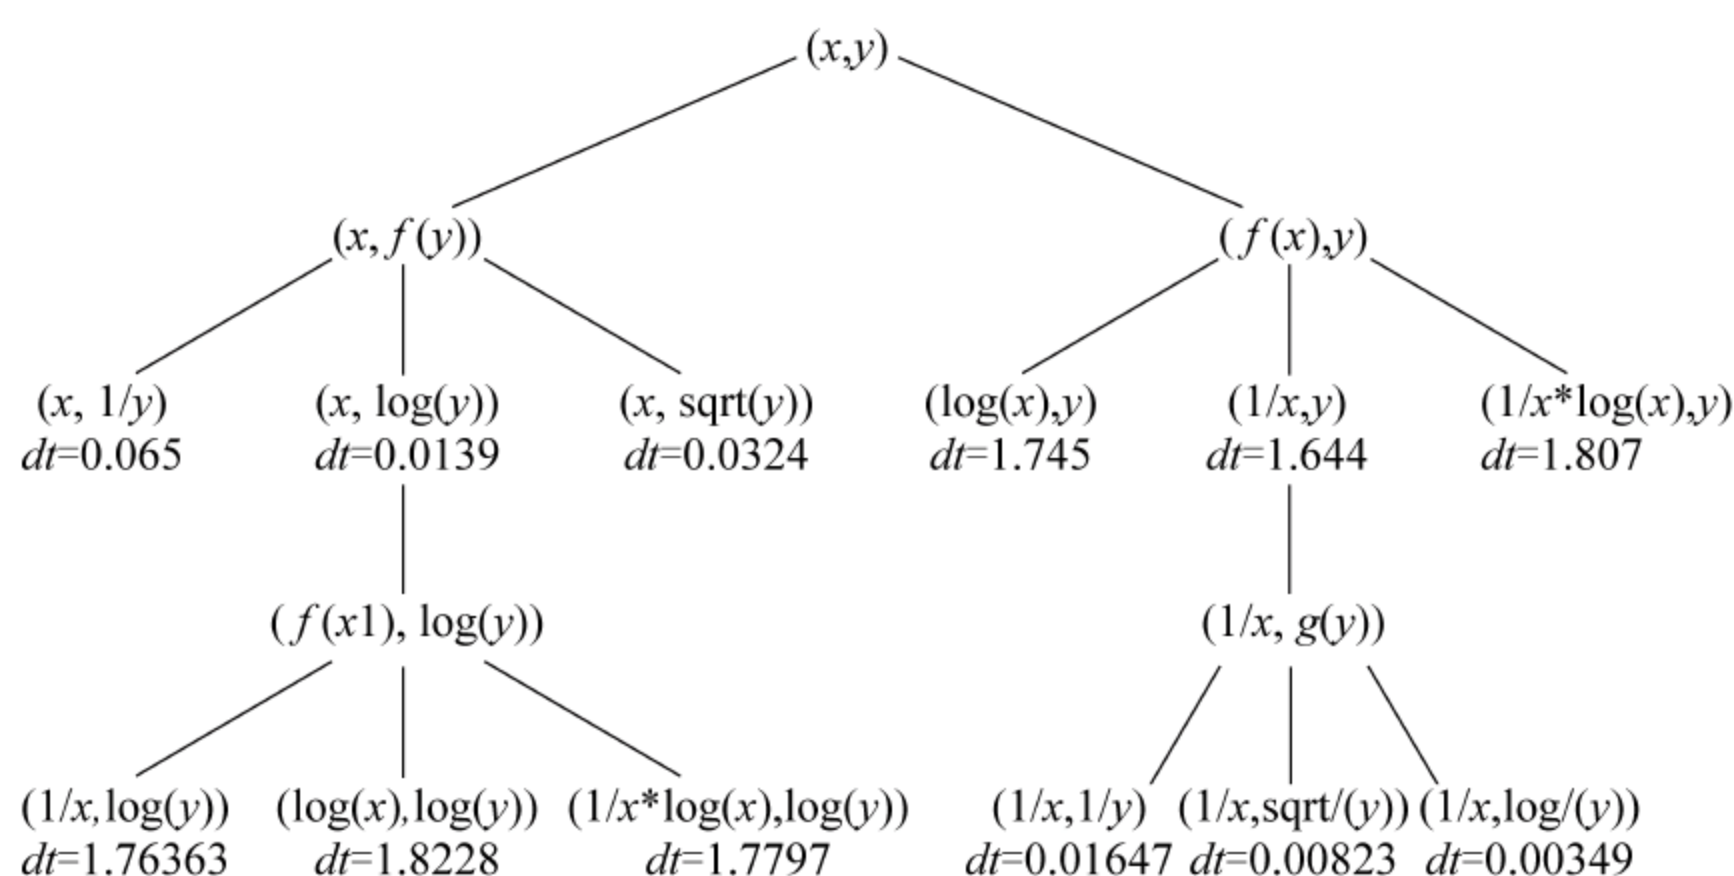 (x,y)
(x, f(y)) ( f(x),y)
(x, 1/y) (x, log(y)) (x, sqrt(y)) (log(x),y) (1/x,y) (1/x*log(x),y)
dt=0.065 dt=0.0139 dt=0.0324 dt=1.745 dt=1.644 dt=1.807
( f(x1), log(y)) (1/x, g(y))
(1/x,log(y)) (log(x),log(y)) (1/x*log(x),log(y)) (1/x,1/y) (1/x,sqrt/(y)) (1/x,log/(y))
dt=1.76363 dt=1.8228 dt=1.7797 dt=0.01647 dt=0.00823 dt=0.00349